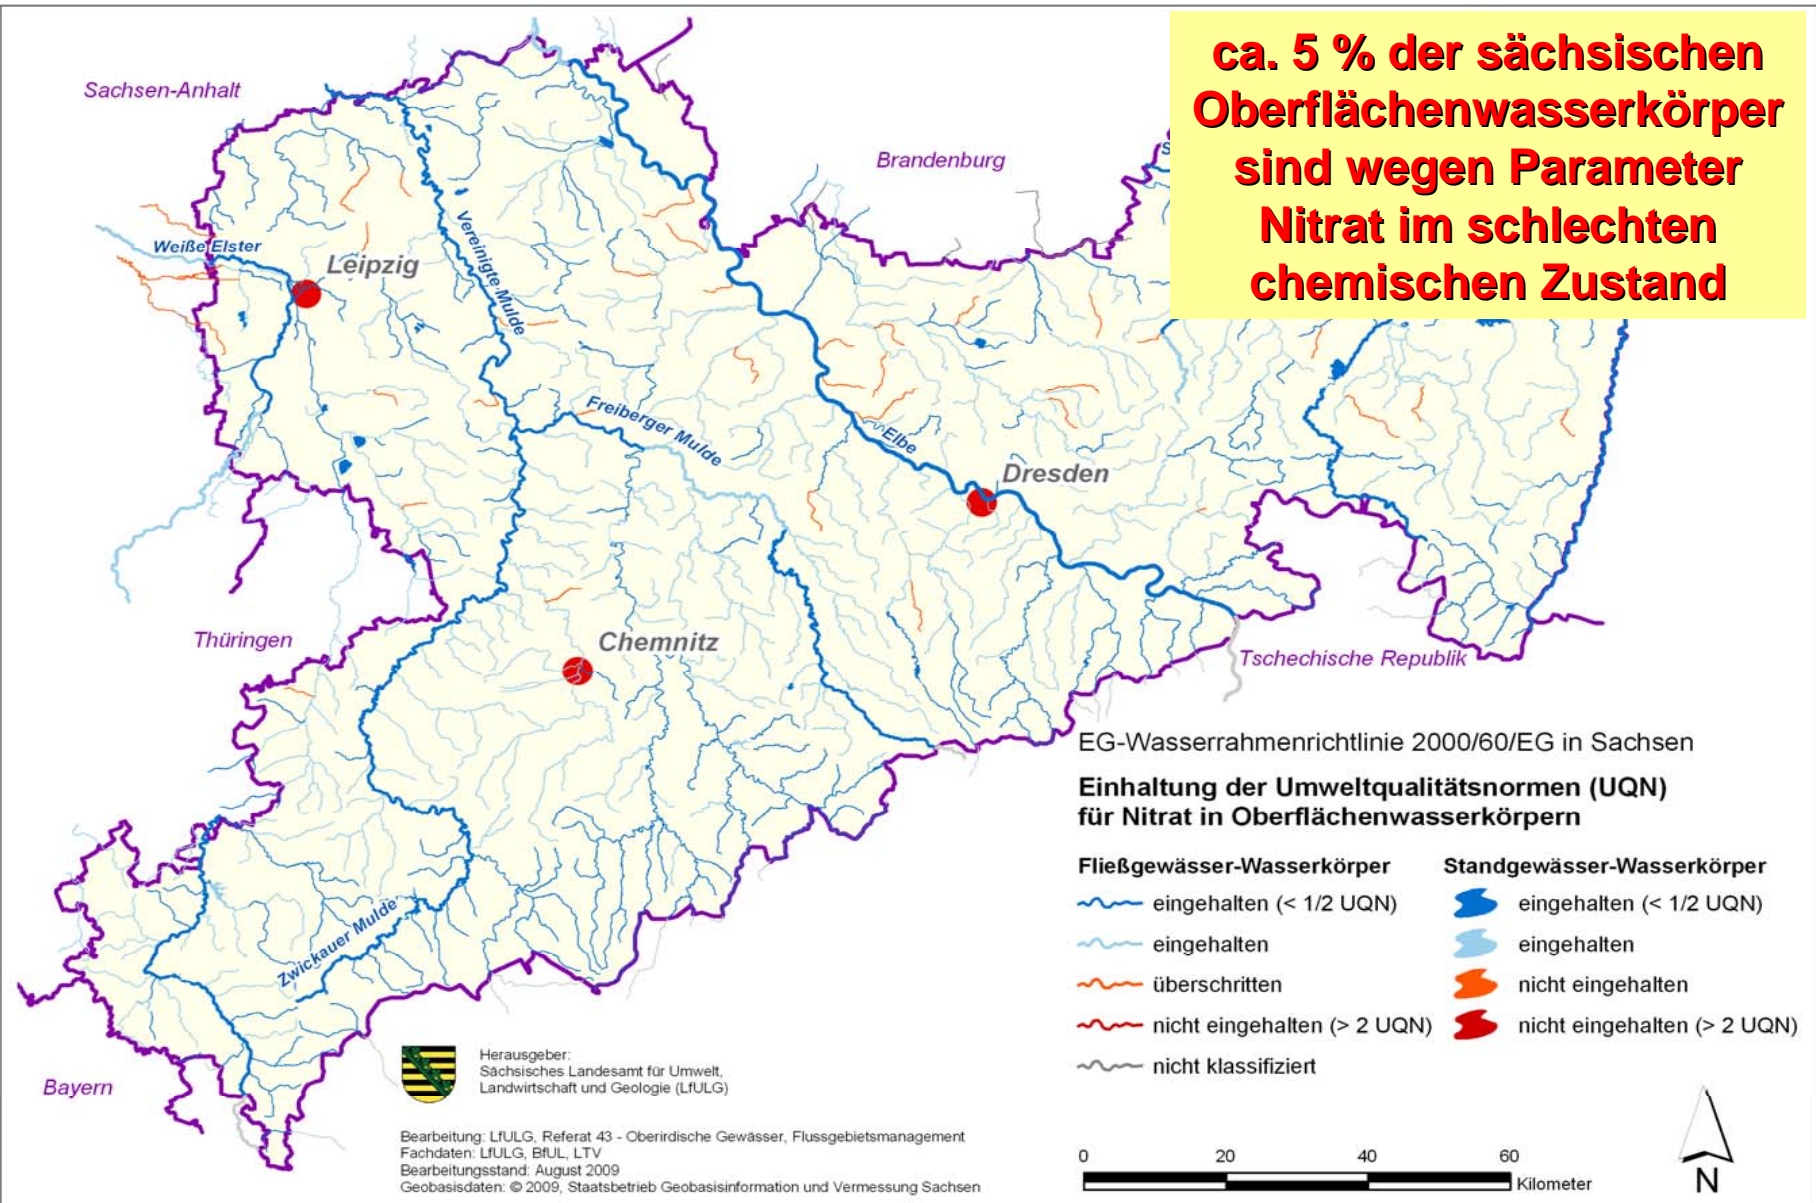 ca. 5 % der sächsischen
Oberflächenwasserkörper
sind wegen Parameter
Nitrat im schlechten
chemischen Zustand
Sachsen-Anhalt
Brandenburg
Weiße Elster
Leipzig
Vereinigte Mulde
Freiberger Mulde
Elbe
Dresden
Thüringen
Chemnitz
Tschechische Republik
Zwickauer Mulde
Bayern
EG-Wasserrahmenrichtlinie 2000/60/EG in Sachsen
Einhaltung der Umweltqualitätsnormen (UQN)
für Nitrat in Oberflächenwasserkörpern
Fließgewässer-Wasserkörper
eingehalten (< 1/2 UQN)
eingehalten
überschritten
nicht eingehalten (> 2 UQN)
nicht klassifiziert
Standgewässer-Wasserkörper
eingehalten (< 1/2 UQN)
eingehalten
nicht eingehalten
nicht eingehalten (> 2 UQN)
Herausgeber:
Sächsisches Landesamt für Umwelt,
Landwirtschaft und Geologie (LfULG)
Bearbeitung: LfULG, Referat 43 - Oberirdische Gewässer, Flussgebietsmanagement
Fachdaten: LfULG, BfUL, LTV
Bearbeitungsstand: August 2009
Geobasisdaten: © 2009, Staatsbetrieb Geobasisinformation und Vermessung Sachsen
0 20 40 60
Kilometer
N